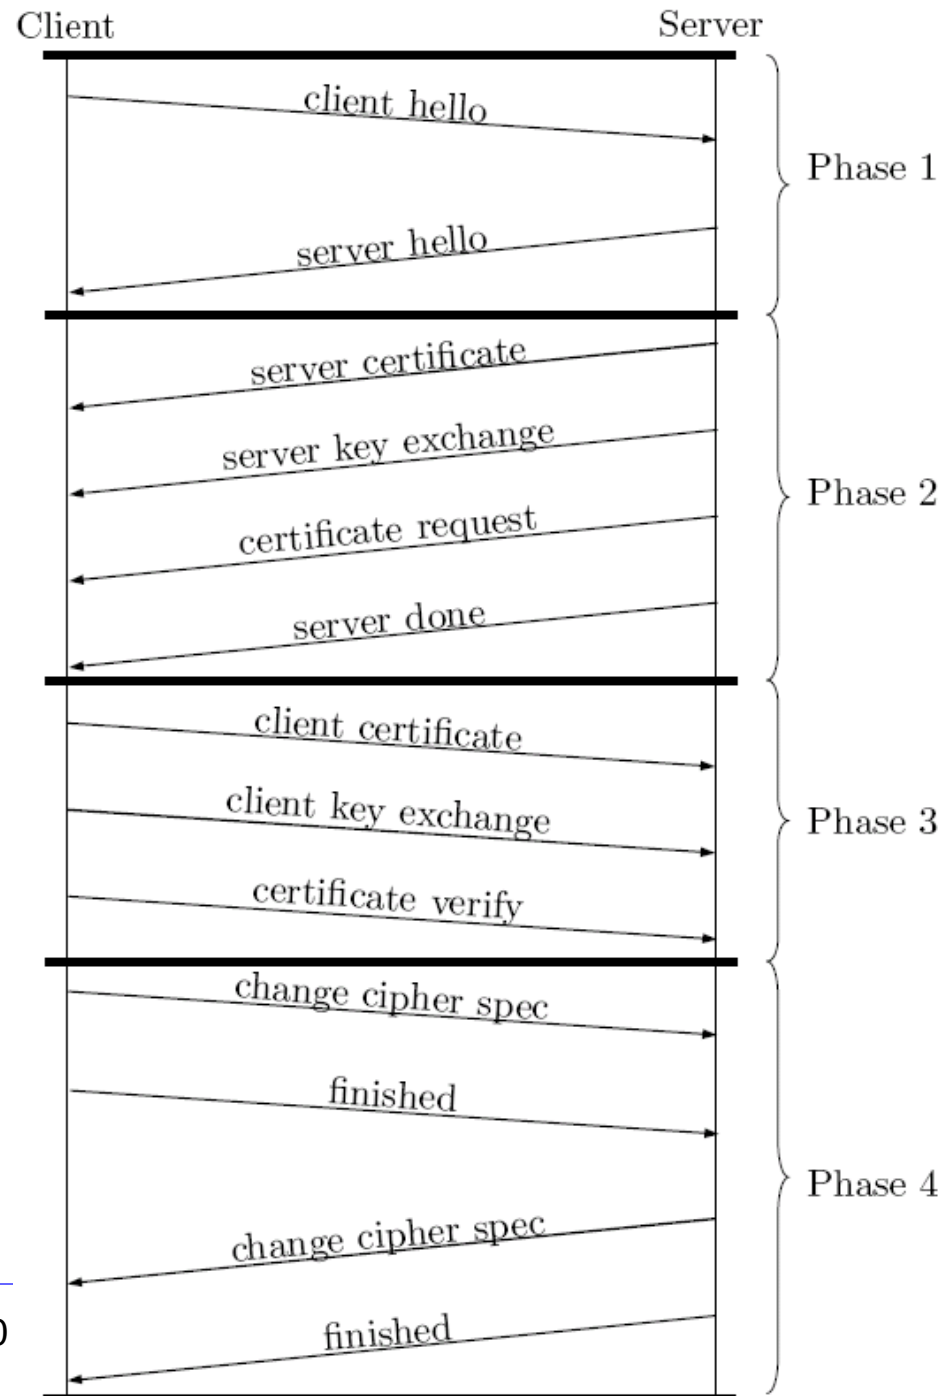 Client
Server
client hello
Phase 1
server hello
server certificate
server key exchange
Phase 2
certificate request
server done
client certificate
client key exchange
Phase 3
certificate verify
change cipher spec
finished
Phase 4
change cipher spec
0
finished